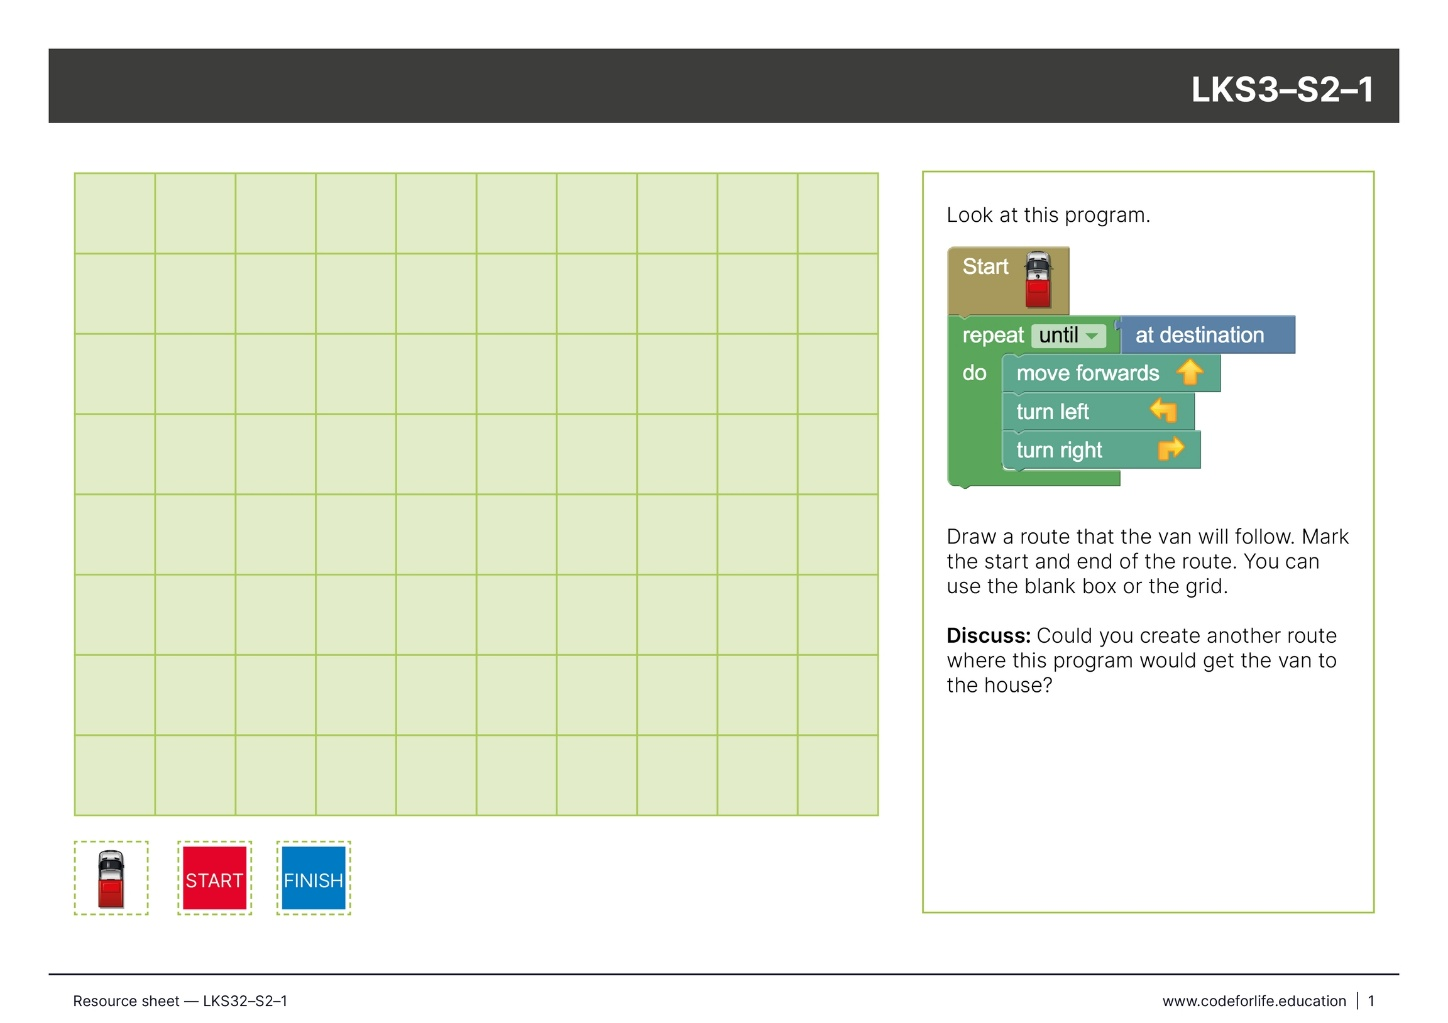 LKS3–S2–1
Look at this program.
Start
repeat until at destination
do move forwards
turn left
turn right
Draw a route that the van will follow. Mark
the start and end of the route. You can
use the blank box or the grid.
Discuss: Could you create another route
where this program would get the van to
the house?
START FINISH
Resource sheet — LKS32–S2–1
www.codeforlife.education | 1